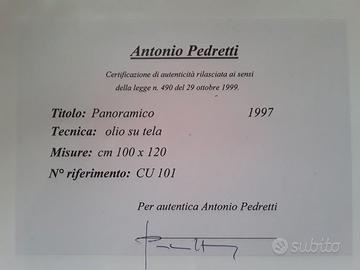 Antonio Pedretti
Certificazione di autenticità rilasciata ai sensi
della legge n. 490 del 29 ottobre 1999.
Titolo: Panoramico 1997
Tecnica: olio su tela
Misure: cm 100 x 120
N° riferimento: CU 101
Per autentica Antonio Pedretti
subito